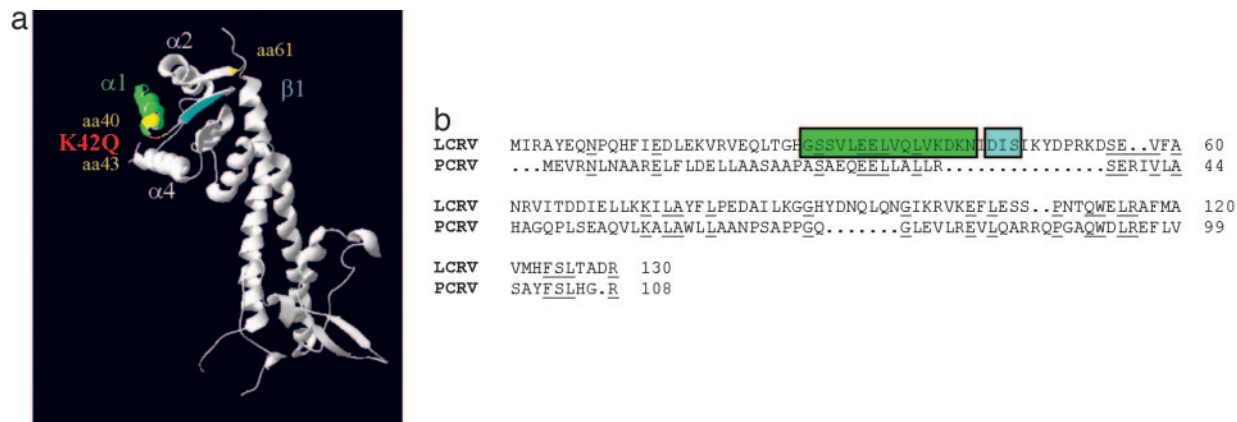 a
α2
aa61
α1
β1
aa40
K42Q
aa43
α4
b
LCRV MIRAYEQNPQHFIEDLEKVRVEQLTGHGSSVLEELVQLVKDKNIDISIKYDPRKDSE..VFA 60
PCRV ...MEVRNLNAARELFLDELLAASAAPASAEQEELLALLR...............SERIVLA 44
LCRV NRVITDDIELLKKILAYFLPEDAILKGGHYDNQLQNGIKRVKEFLESS..PNTQWELRAFMA 120
PCRV HAGQPLSEAQVLKALAWLLAANPSAPPGQ.......GLEVLREVLQARRQPGAQWDLREFLV 99
LCRV VMHFSLTADR 130
PCRV SAYFSLHG.R 108